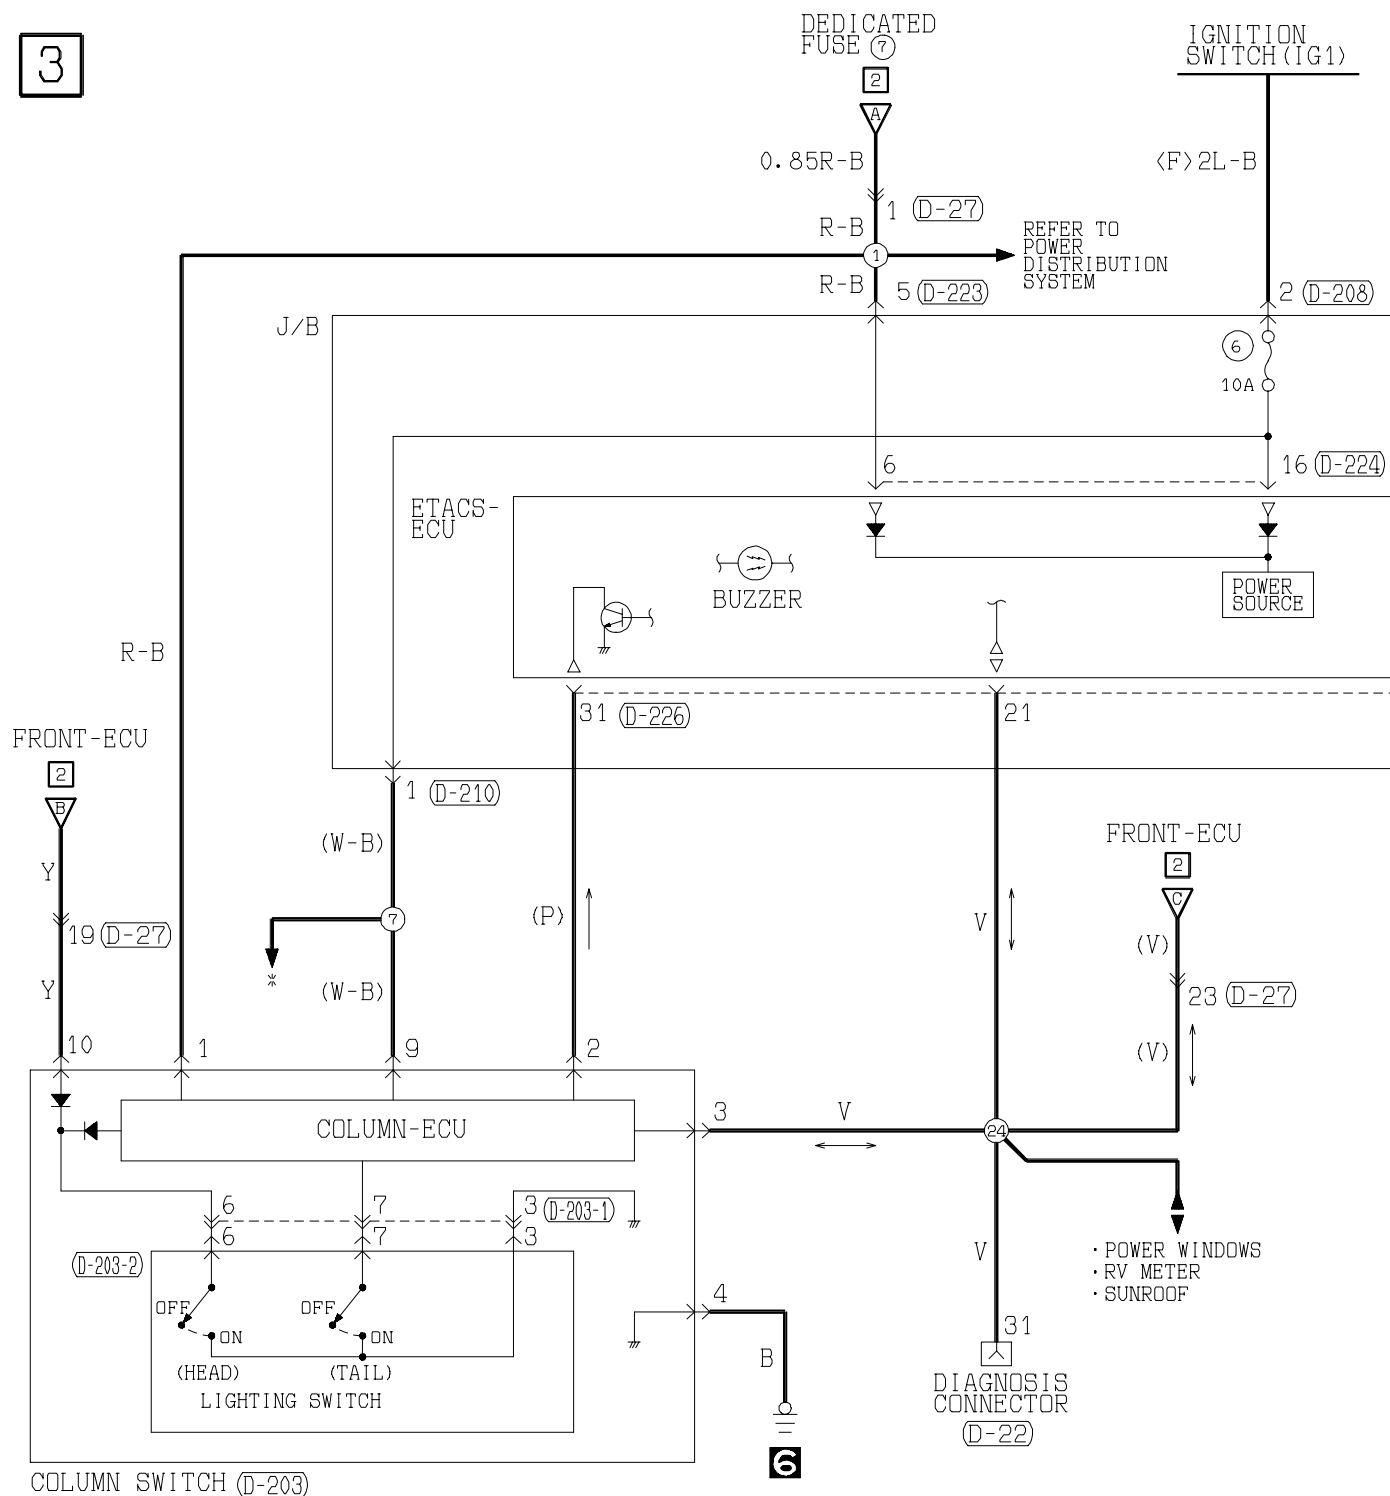 3
DEDICATED
FUSE 7
2
A
IGNITION
SWITCH(IG1)
0.85R-B
<F>2L-B
1 D-27
R-B
1
REFER TO
POWER
DISTRIBUTION
SYSTEM
R-B
5 D-223
2 D-208
J/B
6
10A
6
16 D-224
ETACS-
ECU
BUZZER
POWER
SOURCE
R-B
31 D-226
21
FRONT-ECU
2
B
1 D-210
(W-B)
FRONT-ECU
2
C
Y
(P)
7
V
19 D-27
(V)
*
Y
(W-B)
23 D-27
(V)
10
1
9
2
COLUMN-ECU
3
V
24
6
7
3 D-203-1
6
7
3
D-203-2
V
·POWER WINDOWS
·RV METER
·SUNROOF
OFF
ON
OFF
ON
4
(HEAD)
(TAIL)
LIGHTING SWITCH
B
31
DIAGNOSIS
CONNECTOR
D-22
6
COLUMN SWITCH D-203